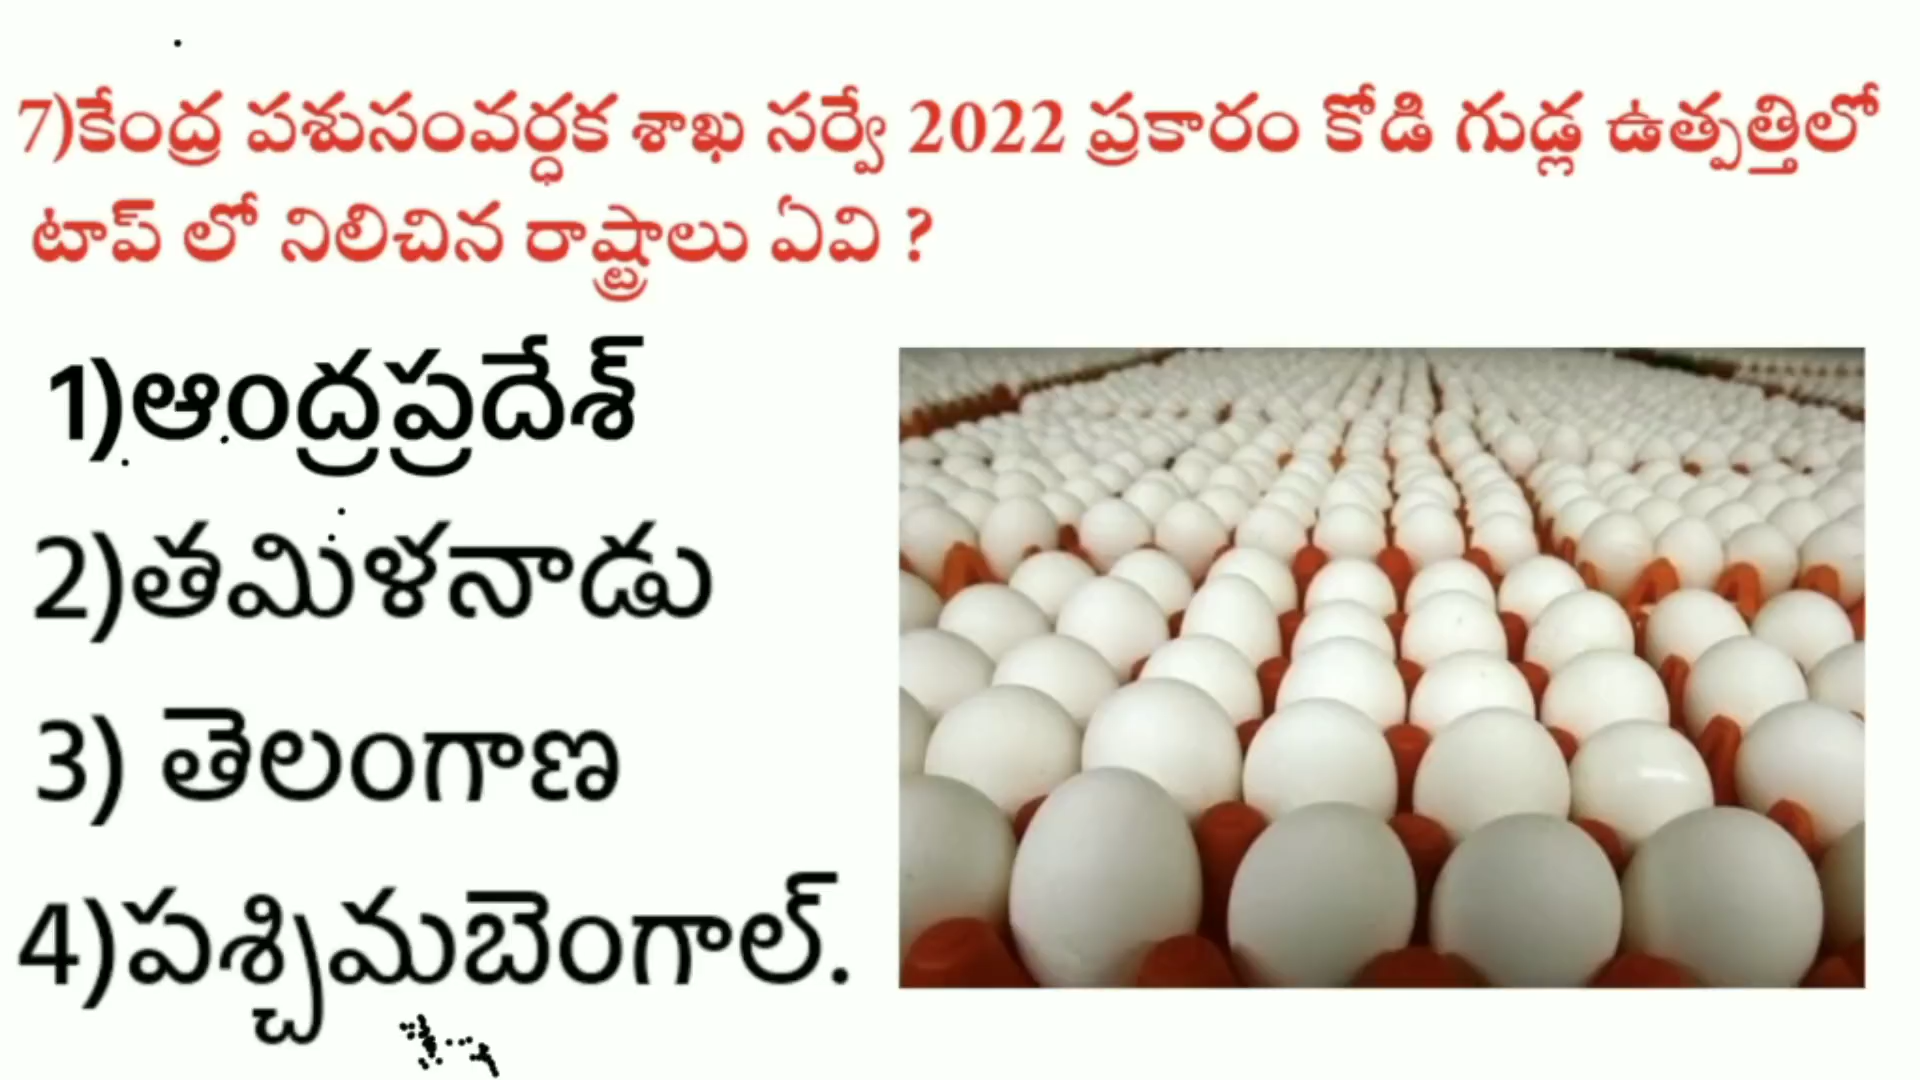 7)కేంద్ర పశుసంవర్ధక శాఖ సర్వే 2022 ప్రకారం కోడి గుడ్ల ఉత్పత్తిలో
టాప్ లో నిలిచిన రాష్ట్రాలు ఏవి ?
1)ఆంద్రప్రదేశ్
2)తమిళనాడు
3) తెలంగాణ
4)పశ్చిమబెంగాల్.